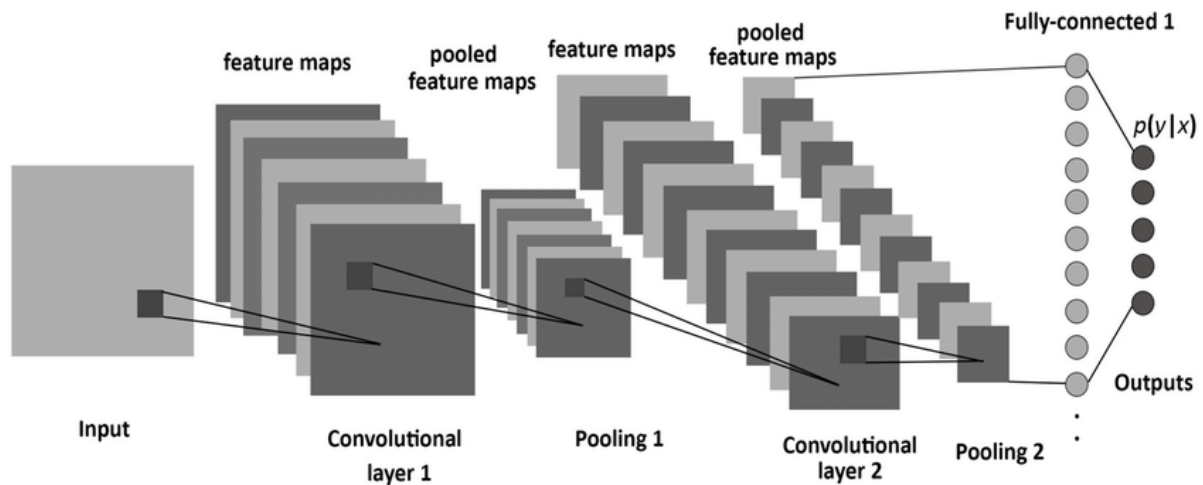 Fully-connected 1
feature maps
pooled
feature maps
feature maps
pooled
feature maps
p(y|x)
Input
Convolutional
layer 1
Pooling 1
Convolutional
layer 2
Pooling 2
Outputs